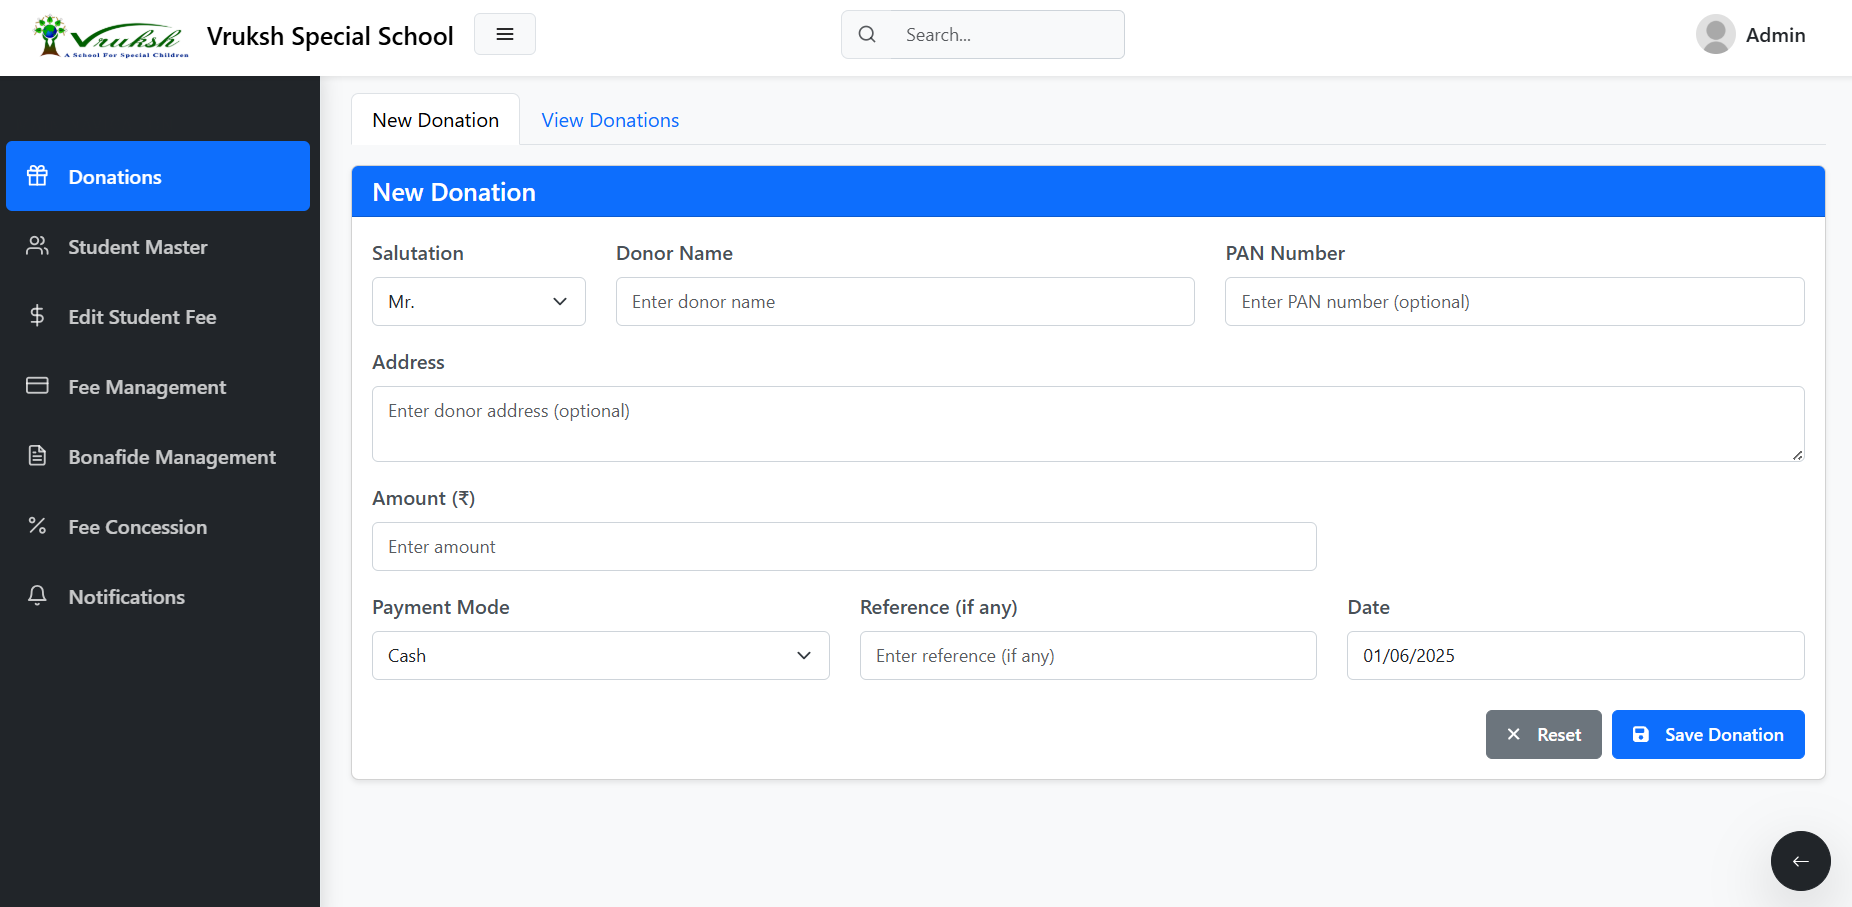 Vruksh
A School For Special Children
Vruksh Special School
Search...
Admin
New Donation
View Donations
Donations
Student Master
Edit Student Fee
Fee Management
Bonafide Management
Fee Concession
Notifications
New Donation
Salutation Donor Name PAN Number
Mr. Enter donor name Enter PAN number (optional)
Address
Enter donor address (optional)
Amount (₹)
Enter amount
Payment Mode Reference (if any) Date
Cash Enter reference (if any) 01/06/2025
Reset Save Donation